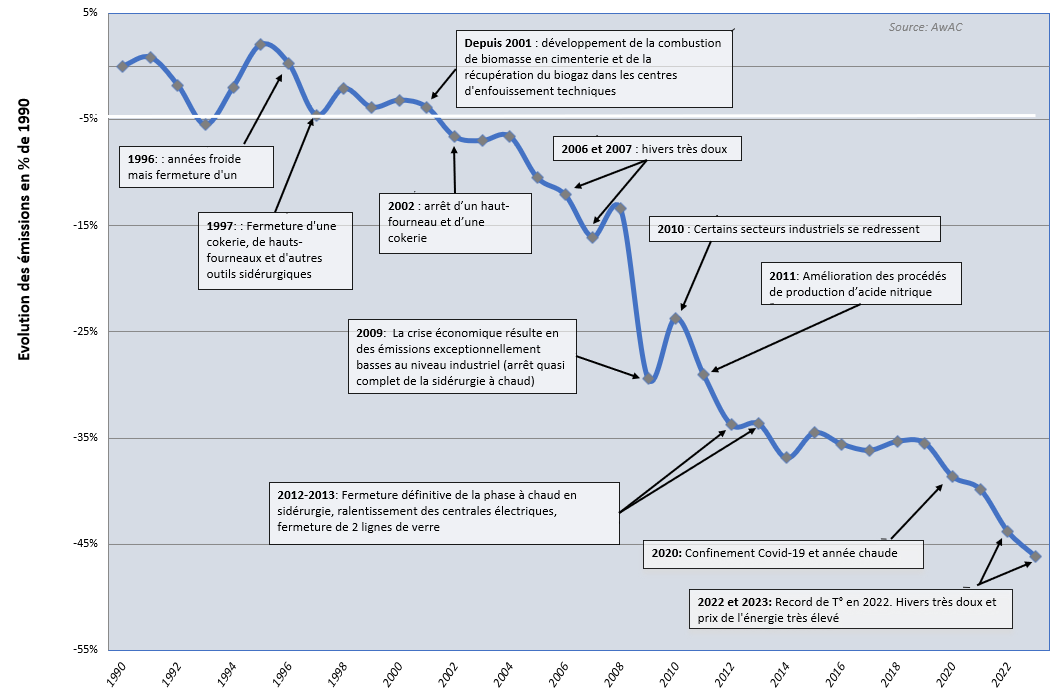 5%
Source: AwAC
Depuis 2001 : développement de la combustion
de biomasse en cimenterie et de la
récupération du biogaz dans les centres
d'enfouissement techniques
-5%
1996: : années froide
mais fermeture d'un
2006 et 2007 : hivers très doux
1997: : Fermeture d'une
cokerie, de hauts-
fourneaux et d'autres
outils sidérurgiques
2002 : arrêt d’un haut-
fourneau et d’une
cokerie
-15%
2010 : Certains secteurs industriels se redressent
2011: Amélioration des procédés
de production d’acide nitrique
-25%
2009: La crise économique résulte en
des émissions exceptionnellement
basses au niveau industriel (arrêt quasi
complet de la sidérurgie à chaud)
-35%
2012-2013: Fermeture définitive de la phase à chaud en
sidérurgie, ralentissement des centrales électriques,
fermeture de 2 lignes de verre
-45%
2020: Confinement Covid-19 et année chaude
2022 et 2023: Record de T° en 2022. Hivers très doux et
prix de l'énergie très élevé
-55%
Evolution des émissions en % de 1990
1990
1992
1994
1996
1998
2000
2002
2004
2006
2008
2010
2012
2014
2016
2018
2020
2022